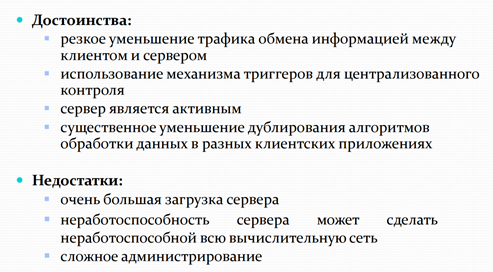 Достоинства:
резкое уменьшение трафика обмена информацией между
клиентом и сервером
использование механизма триггеров для централизованного
контроля
сервер является активным
существенное уменьшение дублирования алгоритмов
обработки данных в разных клиентских приложениях
Недостатки:
очень большая загрузка сервера
неработоспособность сервера может сделать
неработоспособной всю вычислительную сеть
сложное администрирование